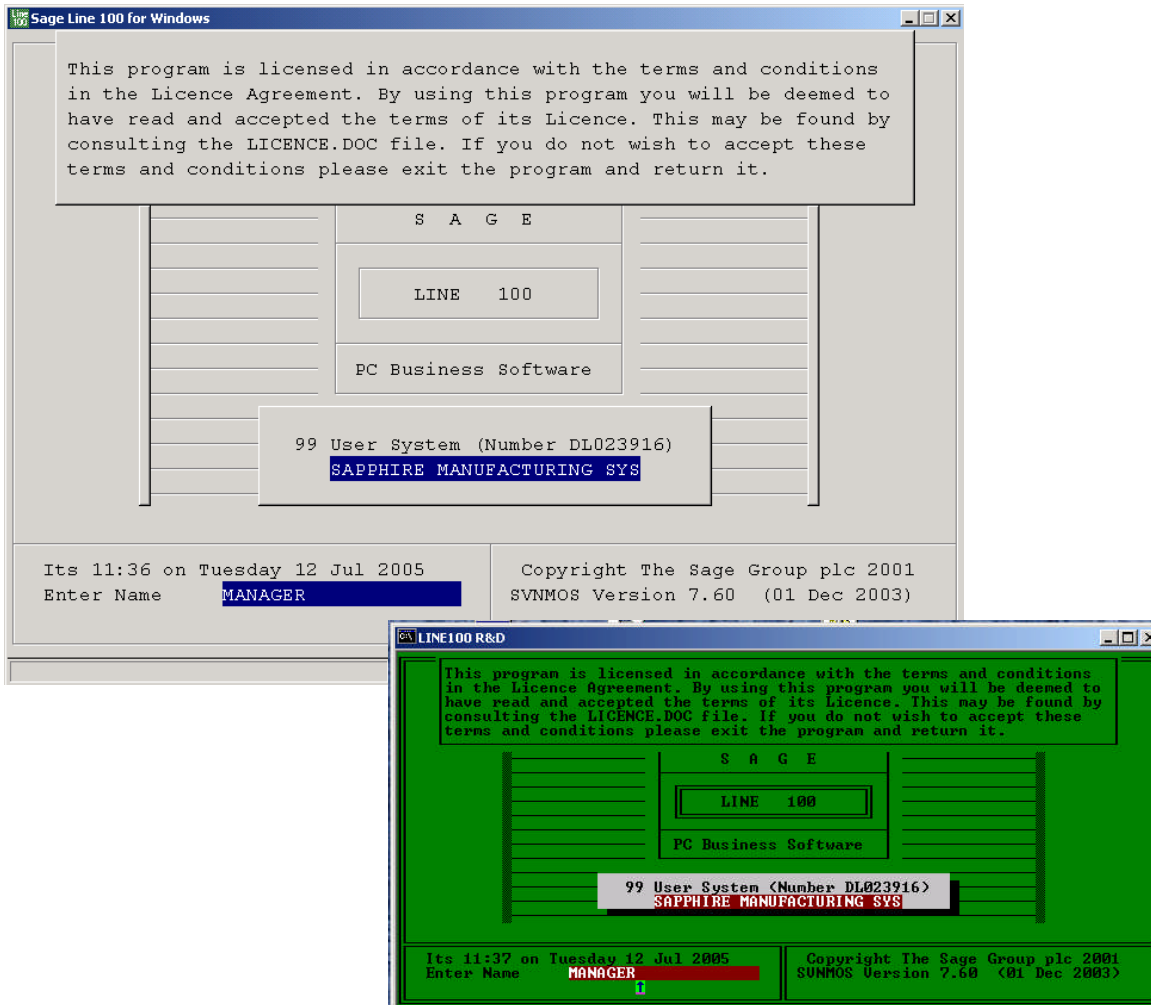 Line 100 Sage Line 100 for Windows
This program is licensed in accordance with the terms and conditions
in the Licence Agreement. By using this program you will be deemed to
have read and accepted the terms of its Licence. This may be found by
consulting the LICENCE.DOC file. If you do not wish to accept these
terms and conditions please exit the program and return it.
S A G E
LINE 100
PC Business Software
99 User System (Number DL023916)
SAPPHIRE MANUFACTURING SYS
Its 11:36 on Tuesday 12 Jul 2005
Enter Name MANAGER
Copyright The Sage Group plc 2001
SVNMOS Version 7.60 (01 Dec 2003)
C:\ LINE100 R&D
This program is licensed in accordance with the terms and conditions
in the Licence Agreement. By using this program you will be deemed to
have read and accepted the terms of its Licence. This may be found by
consulting the LICENCE.DOC file. If you do not wish to accept these
terms and conditions please exit the program and return it.
S A G E
LINE 100
PC Business Software
99 User System (Number DL023916)
SAPPHIRE MANUFACTURING SYS
Its 11:37 on Tuesday 12 Jul 2005
Enter Name MANAGER
Copyright The Sage Group plc 2001
SVNMOS Version 7.60 (01 Dec 2003)